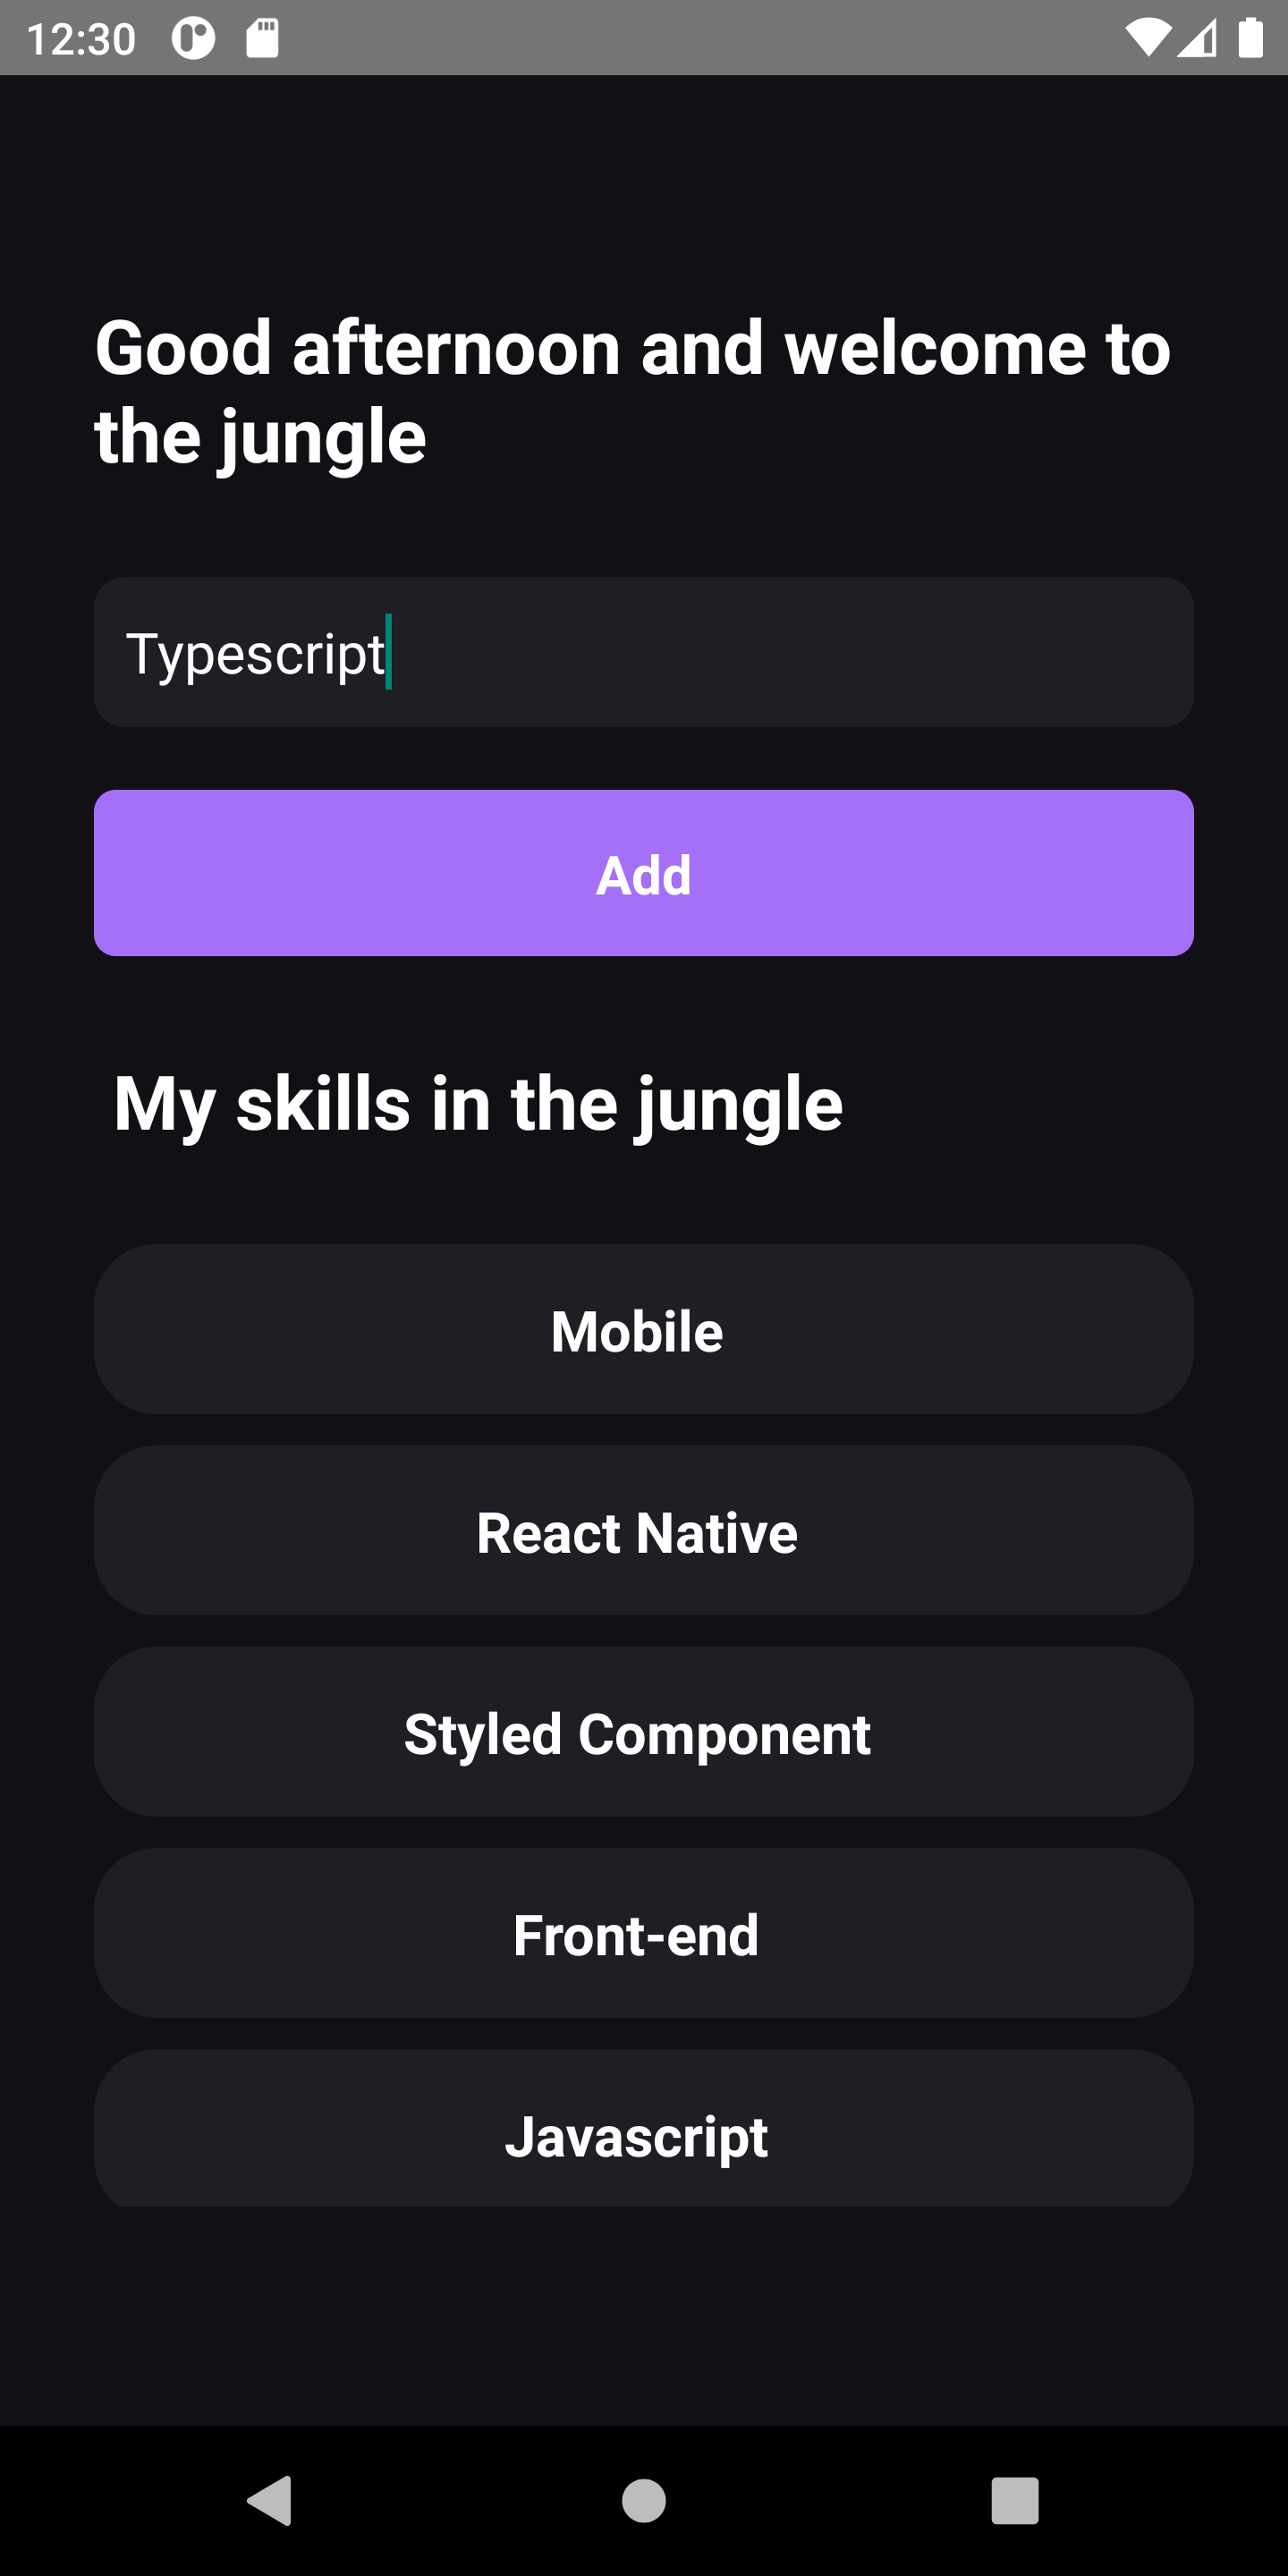 12:30
Good afternoon and welcome to
the jungle
Typescript
Add
My skills in the jungle
Mobile
React Native
Styled Component
Front-end
Javascript